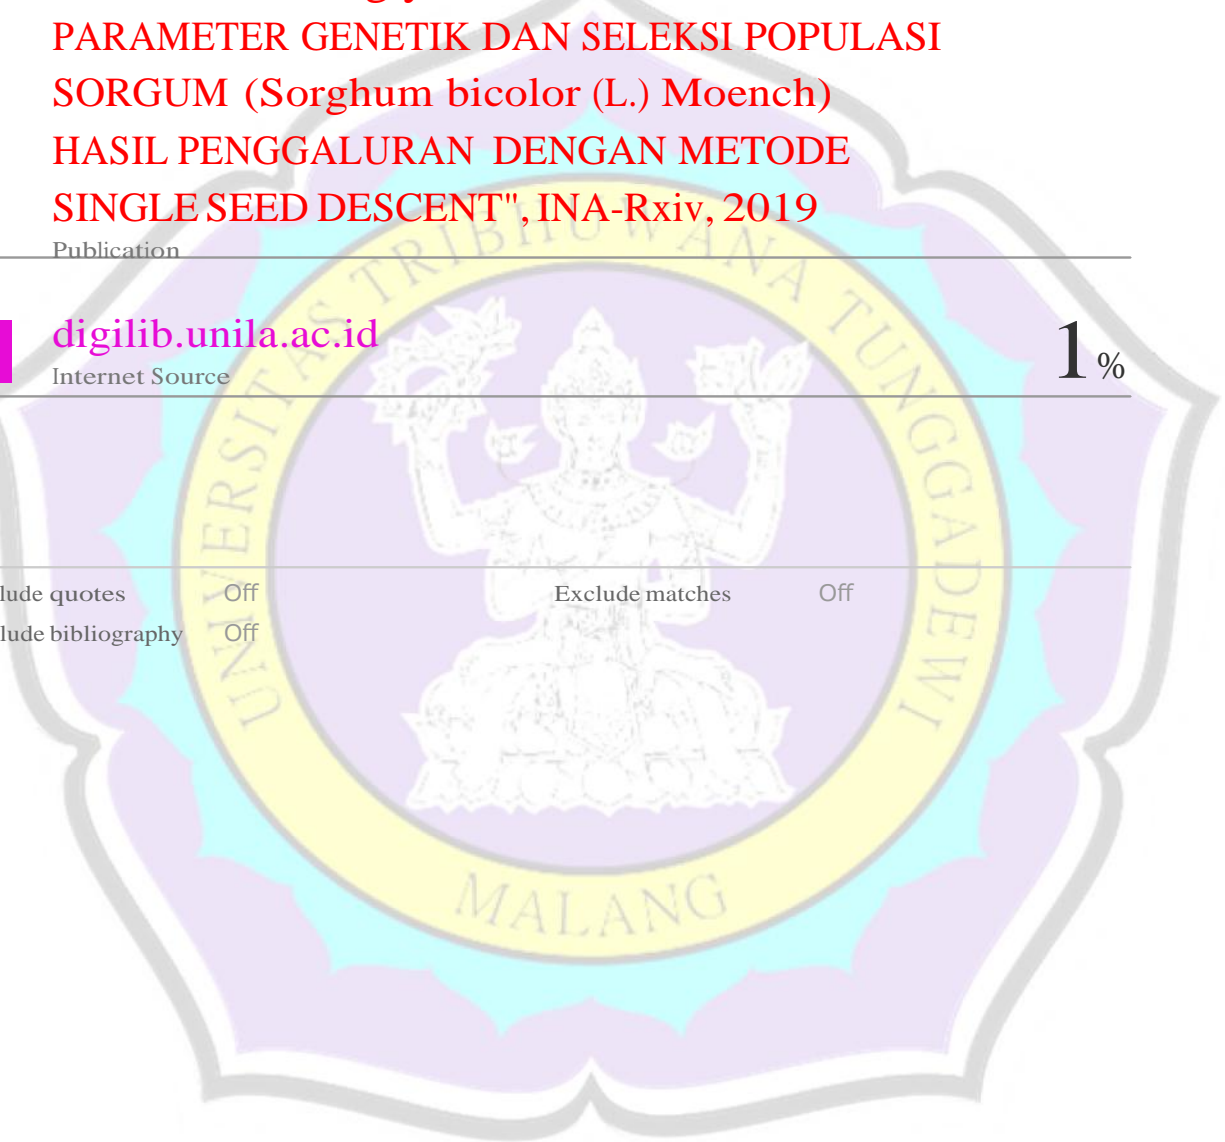 PARAMETER GENETIK DAN SELEKSI POPULASI
SORGUM (Sorghum bicolor (L.) Moench)
HASIL PENGGALURAN DENGAN METODE
SINGLE SEED DESCENT", INA-Rxiv, 2019
Publication
digilib.unila.ac.id
Internet Source
1 %
lude quotes Off Exclude matches Off
lude bibliography Off
UNIVERSITAS TRIBHUWANA TUNGGADEWI
MALANG